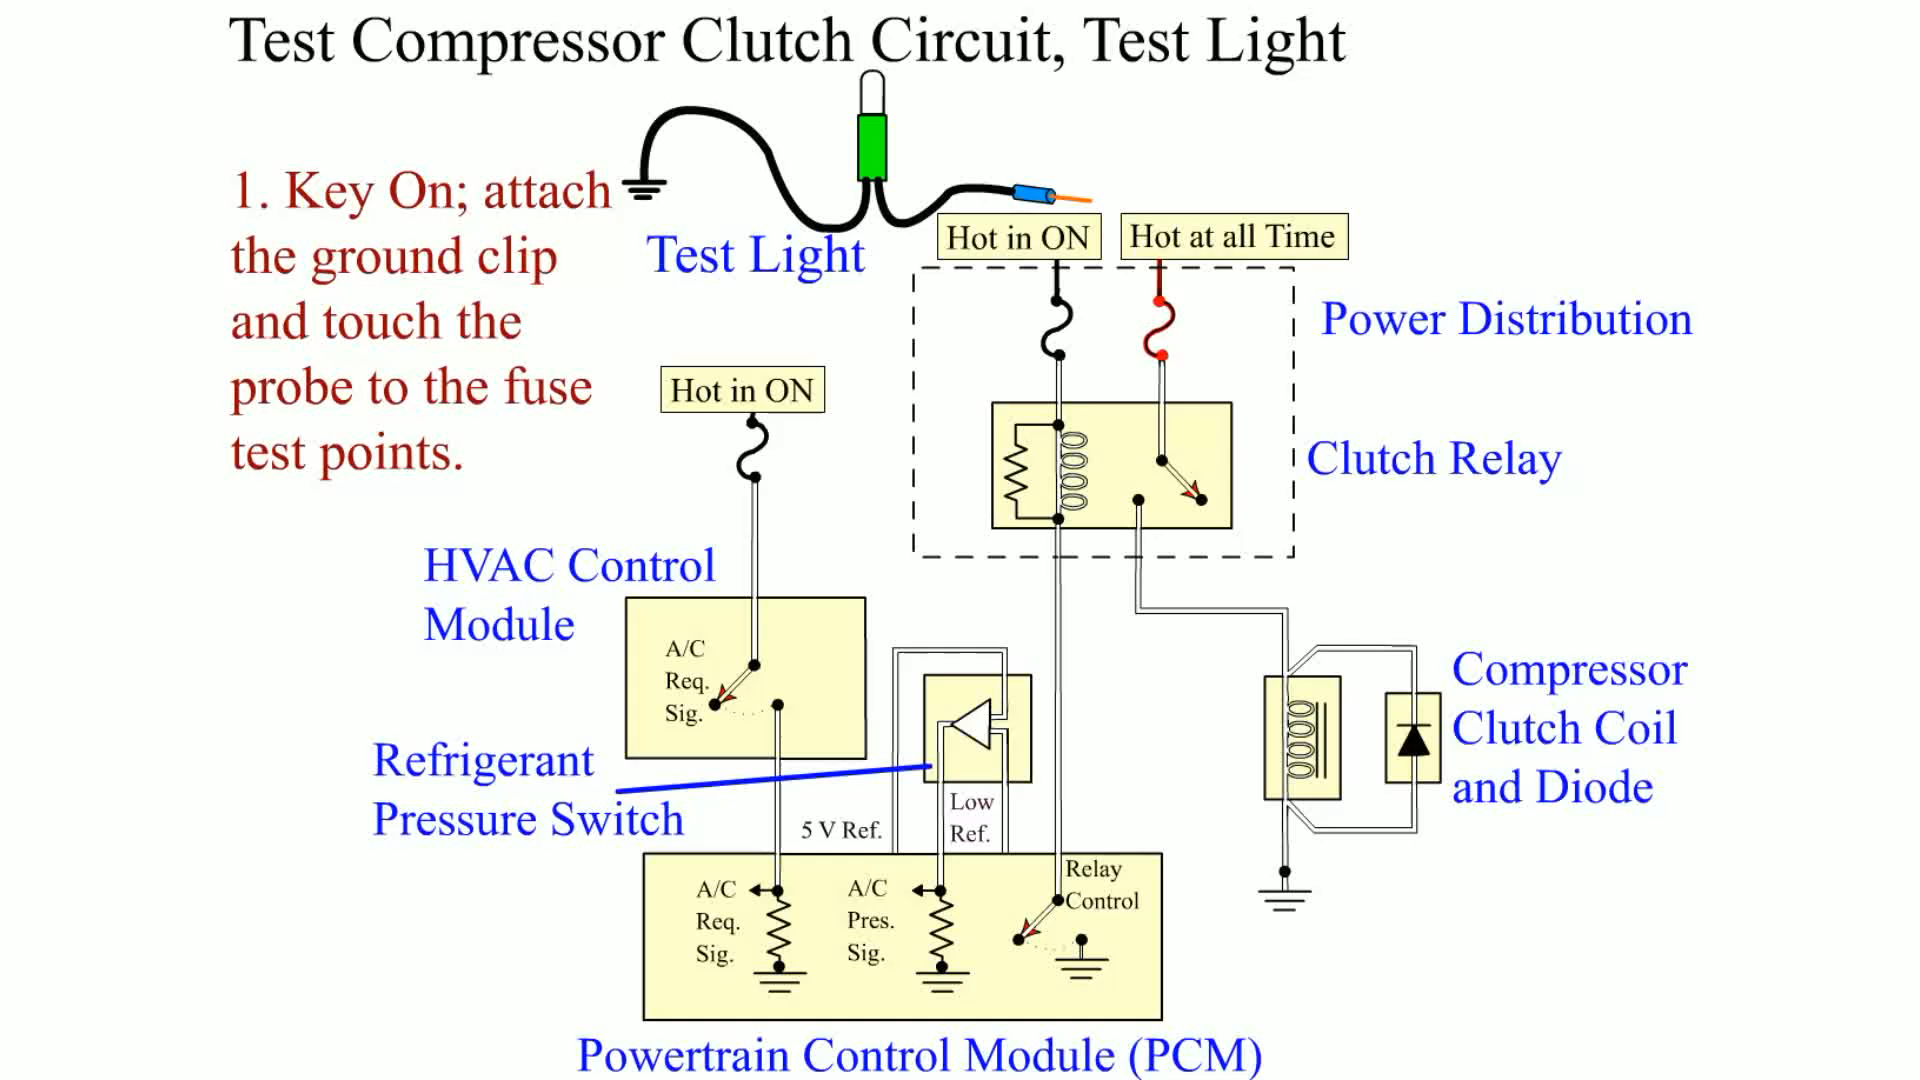 Test Compressor Clutch Circuit, Test Light
1. Key On; attach
the ground clip
and touch the
probe to the fuse
test points.
Test Light
Hot in ON
Hot at all Time
Power Distribution
Hot in ON
Clutch Relay
HVAC Control
Module
A/C
Req.
Sig.
Refrigerant
Pressure Switch
5 V Ref.
Low
Ref.
Compressor
Clutch Coil
and Diode
A/C
Req.
Sig.
A/C
Pres.
Sig.
Relay
Control
Powertrain Control Module (PCM)